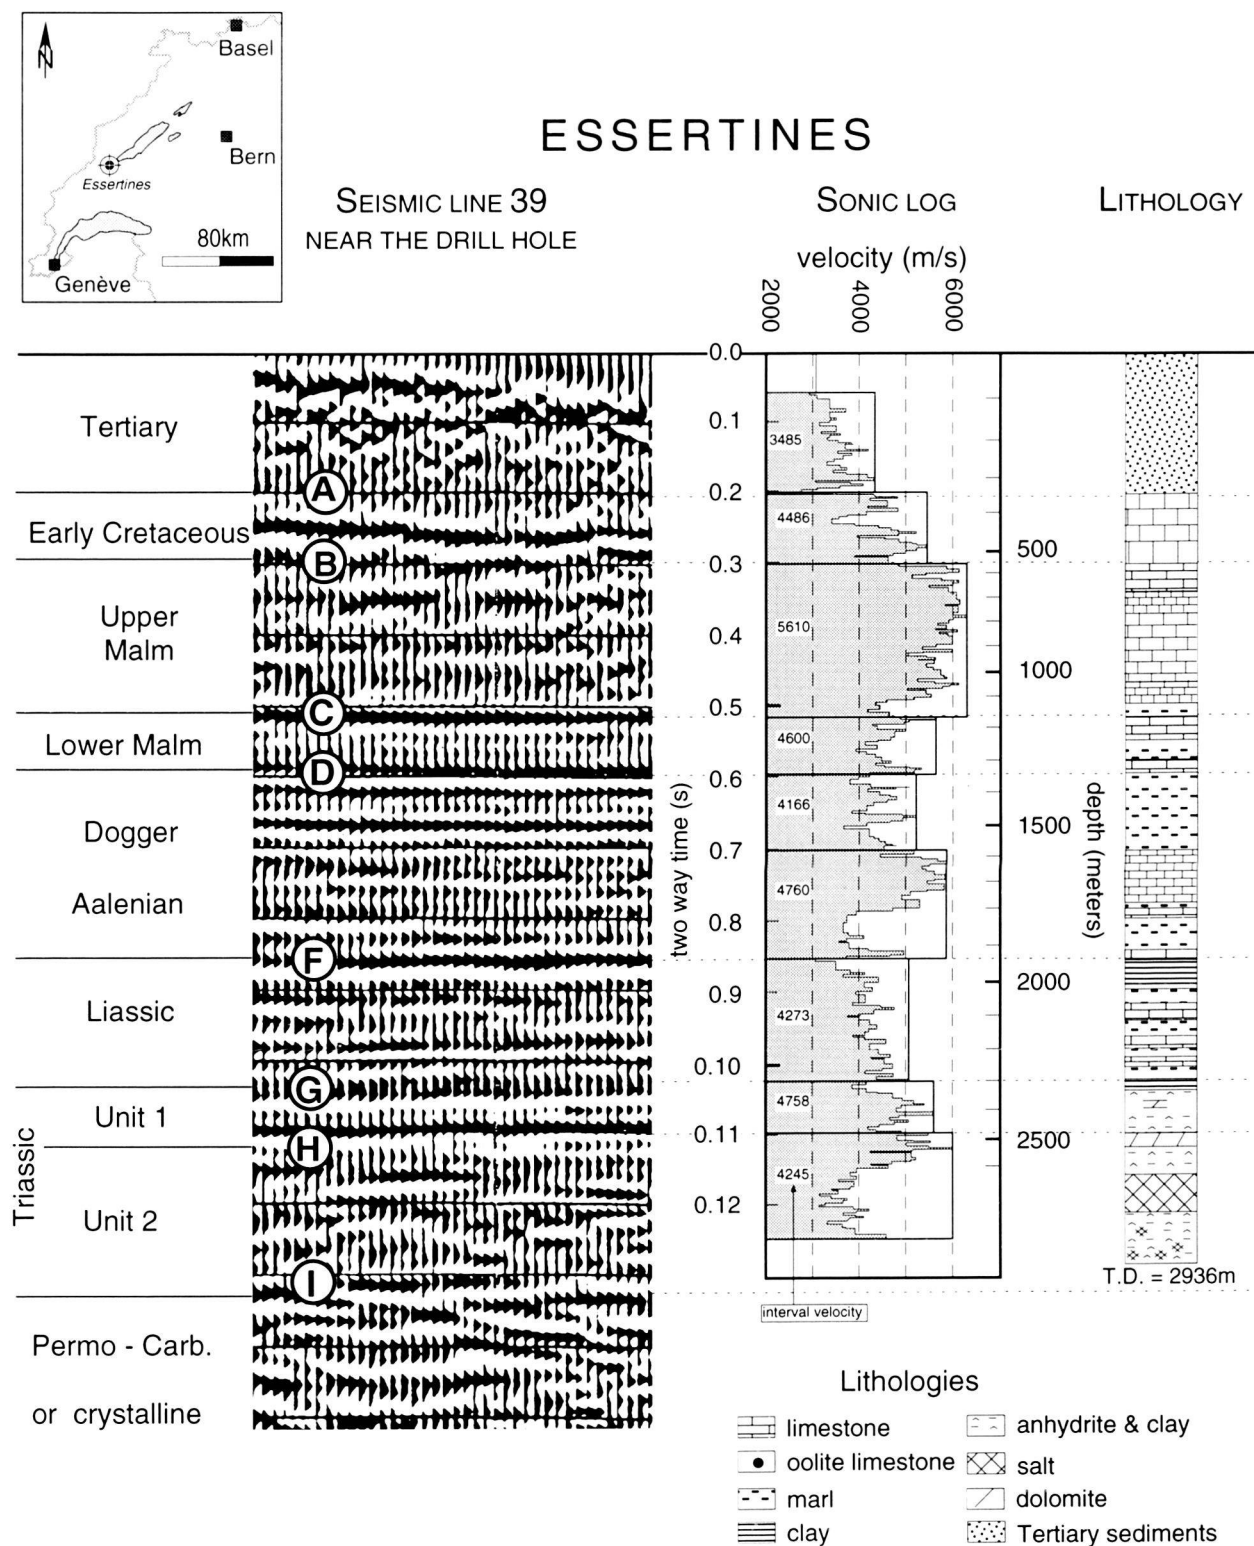 N
Basel
Bern
Essertines
80km
Genève
ESSERTINES
SEISMIC LINE 39
NEAR THE DRILL HOLE
SONIC LOG
LITHOLOGY
velocity (m/s)
2000
4000
6000
Tertiary
Early Cretaceous
Upper
Malm
Lower Malm
Dogger
Aalenian
Liassic
Triassic
Unit 1
Unit 2
Permo - Carb.
or crystalline
A
B
C
D
F
G
H
I
two way time (s)
0.0
0.1
0.2
0.3
0.4
0.5
0.6
0.7
0.8
0.9
0.10
0.11
0.12
3485
4486
5610
4600
4166
4760
4273
4758
4245
interval velocity
depth (meters)
500
1000
1500
2000
2500
T.D. = 2936m
Lithologies
limestone
oolite limestone
marl
clay
anhydrite & clay
salt
dolomite
Tertiary sediments